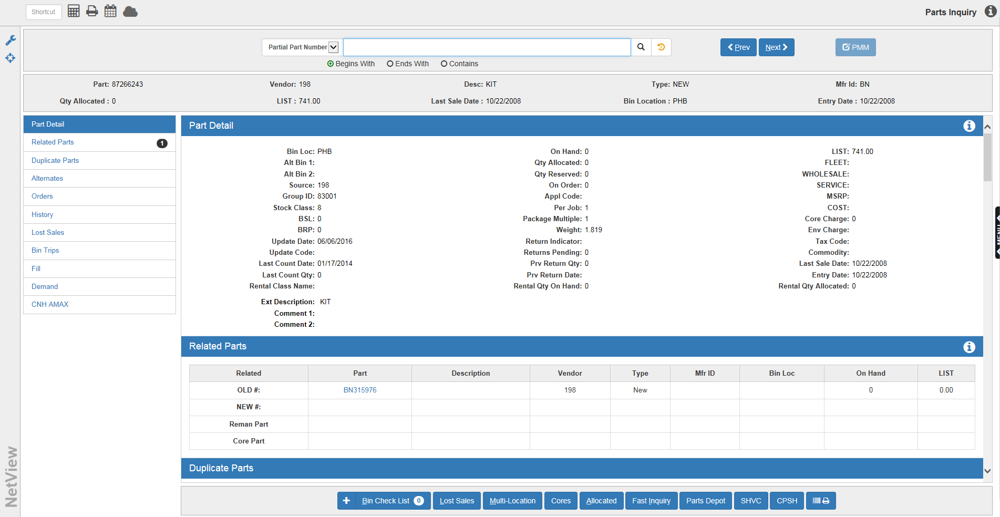 Shortcut
Parts Inquiry
Partial Part Number
Prev
Next
PMM
Begins With Ends With Contains
Part: 87266243 Vendor: 198 Desc: KIT Type: NEW Mfr Id: BN
Qty Allocated : 0 LIST : 741.00 Last Sale Date : 10/22/2008 Bin Location : PHB Entry Date : 10/22/2008
Part Detail
Related Parts 1
Duplicate Parts
Alternates
Orders
History
Lost Sales
Bin Trips
Fill
Demand
CNH AMAX
Part Detail
Bin Loc: PHB On Hand: 0 LIST: 741.00
Alt Bin 1: Qty Allocated: 0 FLEET:
Alt Bin 2: Qty Reserved: 0 WHOLESALE:
Source: 198 On Order: 0 SERVICE:
Group ID: 83001 Appl Code: MSRP:
Stock Class: 8 Per Job: 1 COST:
BSL: 0 Package Multiple: 1 Core Charge: 0
BRP: 0 Weight: 1.819 Env Charge:
Update Date: 06/06/2016 Return Indicator: Tax Code:
Update Code: Returns Pending: 0 Commodity:
Last Count Date: 01/17/2014 Prv Return Qty: 0 Last Sale Date: 10/22/2008
Last Count Qty: 0 Prv Return Date: Entry Date: 10/22/2008
Rental Class Name: Rental Qty On Hand: 0 Rental Qty Allocated: 0
Ext Description: KIT
Comment 1:
Comment 2:
Related Parts
Related Part Description Vendor Type Mfr ID Bin Loc On Hand LIST
OLD #: BN315976 198 New 0 0.00
NEW #:
Reman Part
Core Part
Duplicate Parts
Bin Check List 0 Lost Sales Multi-Location Cores Allocated Fast Inquiry Parts Depot SHVC CPSH
NetView
MENU